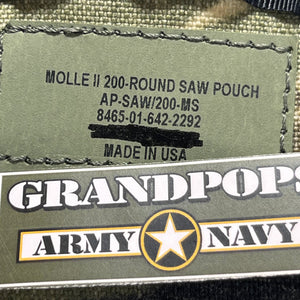 MOLLE II 200-ROUND SAW POUCH
AP-SAW/200-MS
8465-01-642-2292
MADE IN USA
GRANDPOPS
ARMY NAVY